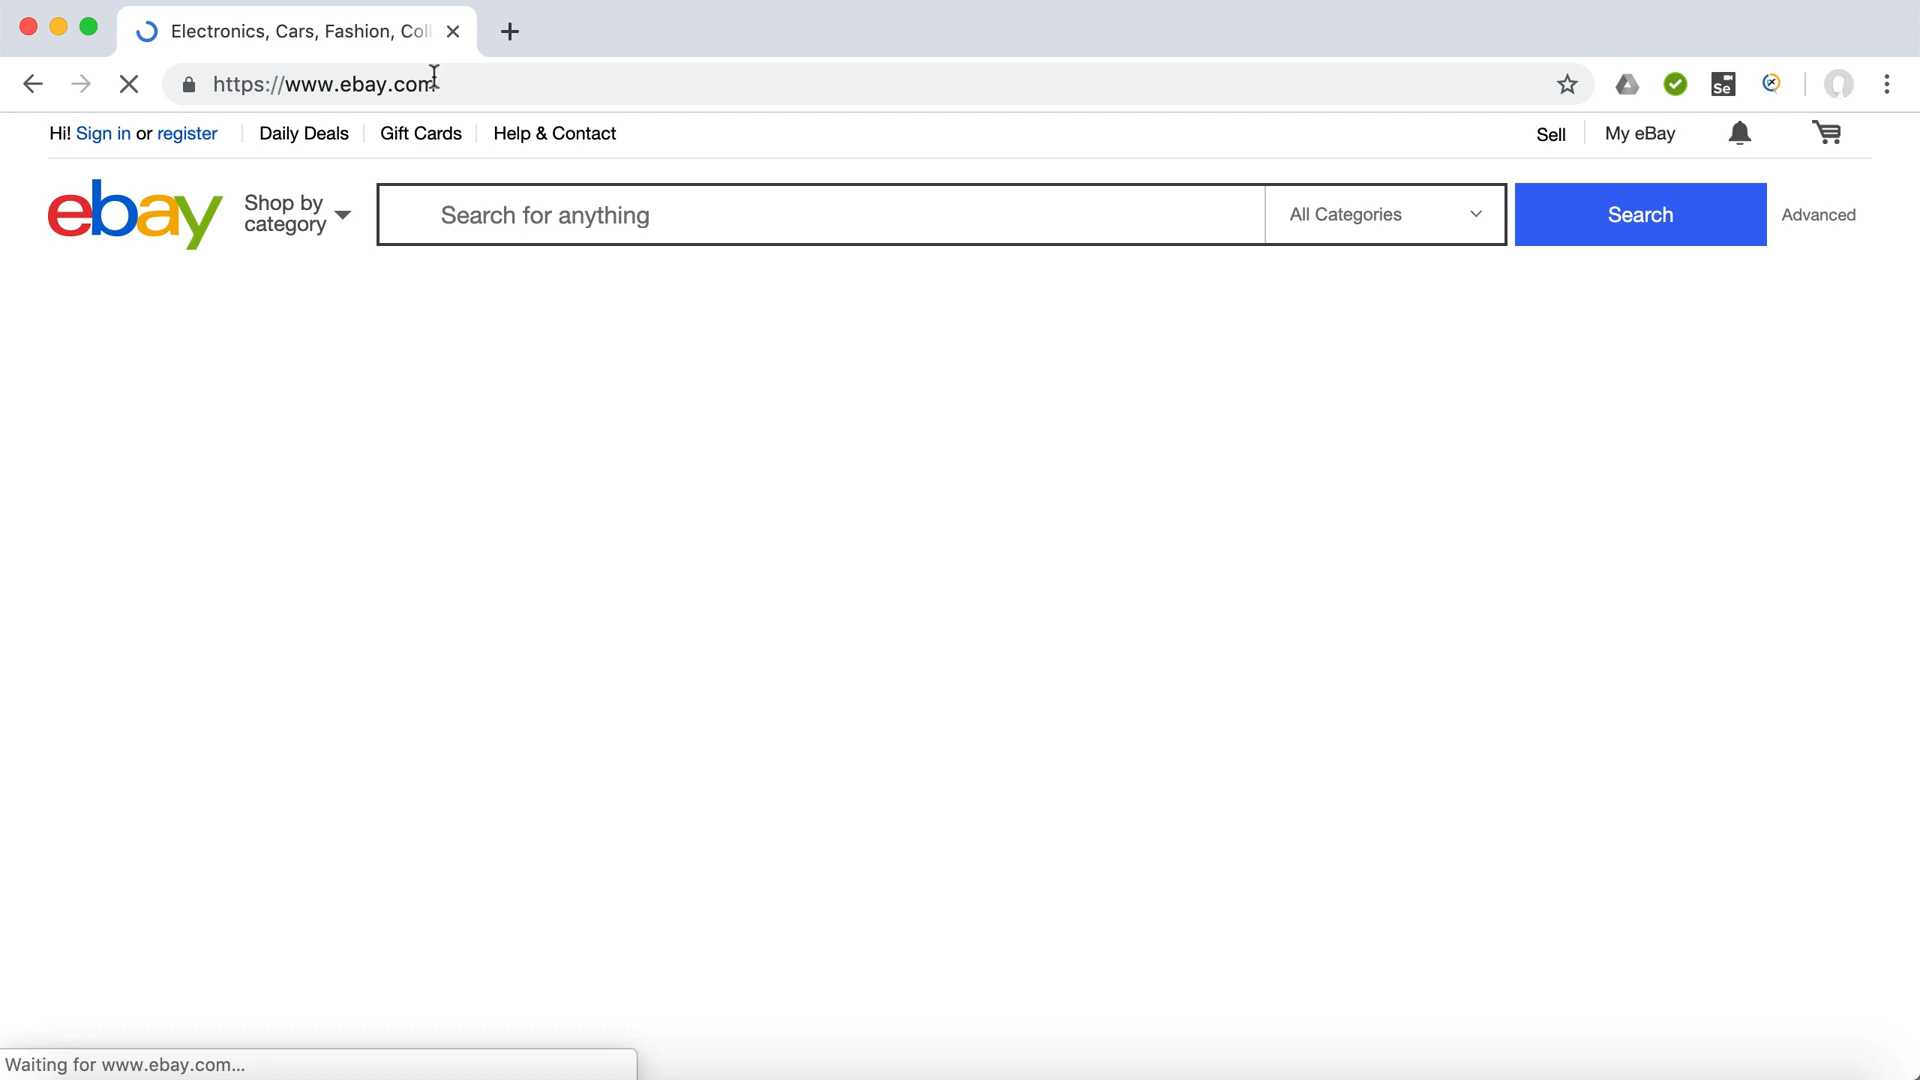 Electronics, Cars, Fashion, Col
https://www.ebay.com
Se
Hi! Sign in or register
Daily Deals
Gift Cards
Help & Contact
Sell
My eBay
ebay
Shop by
category
Search for anything
All Categories
Search
Advanced
Waiting for www.ebay.com...